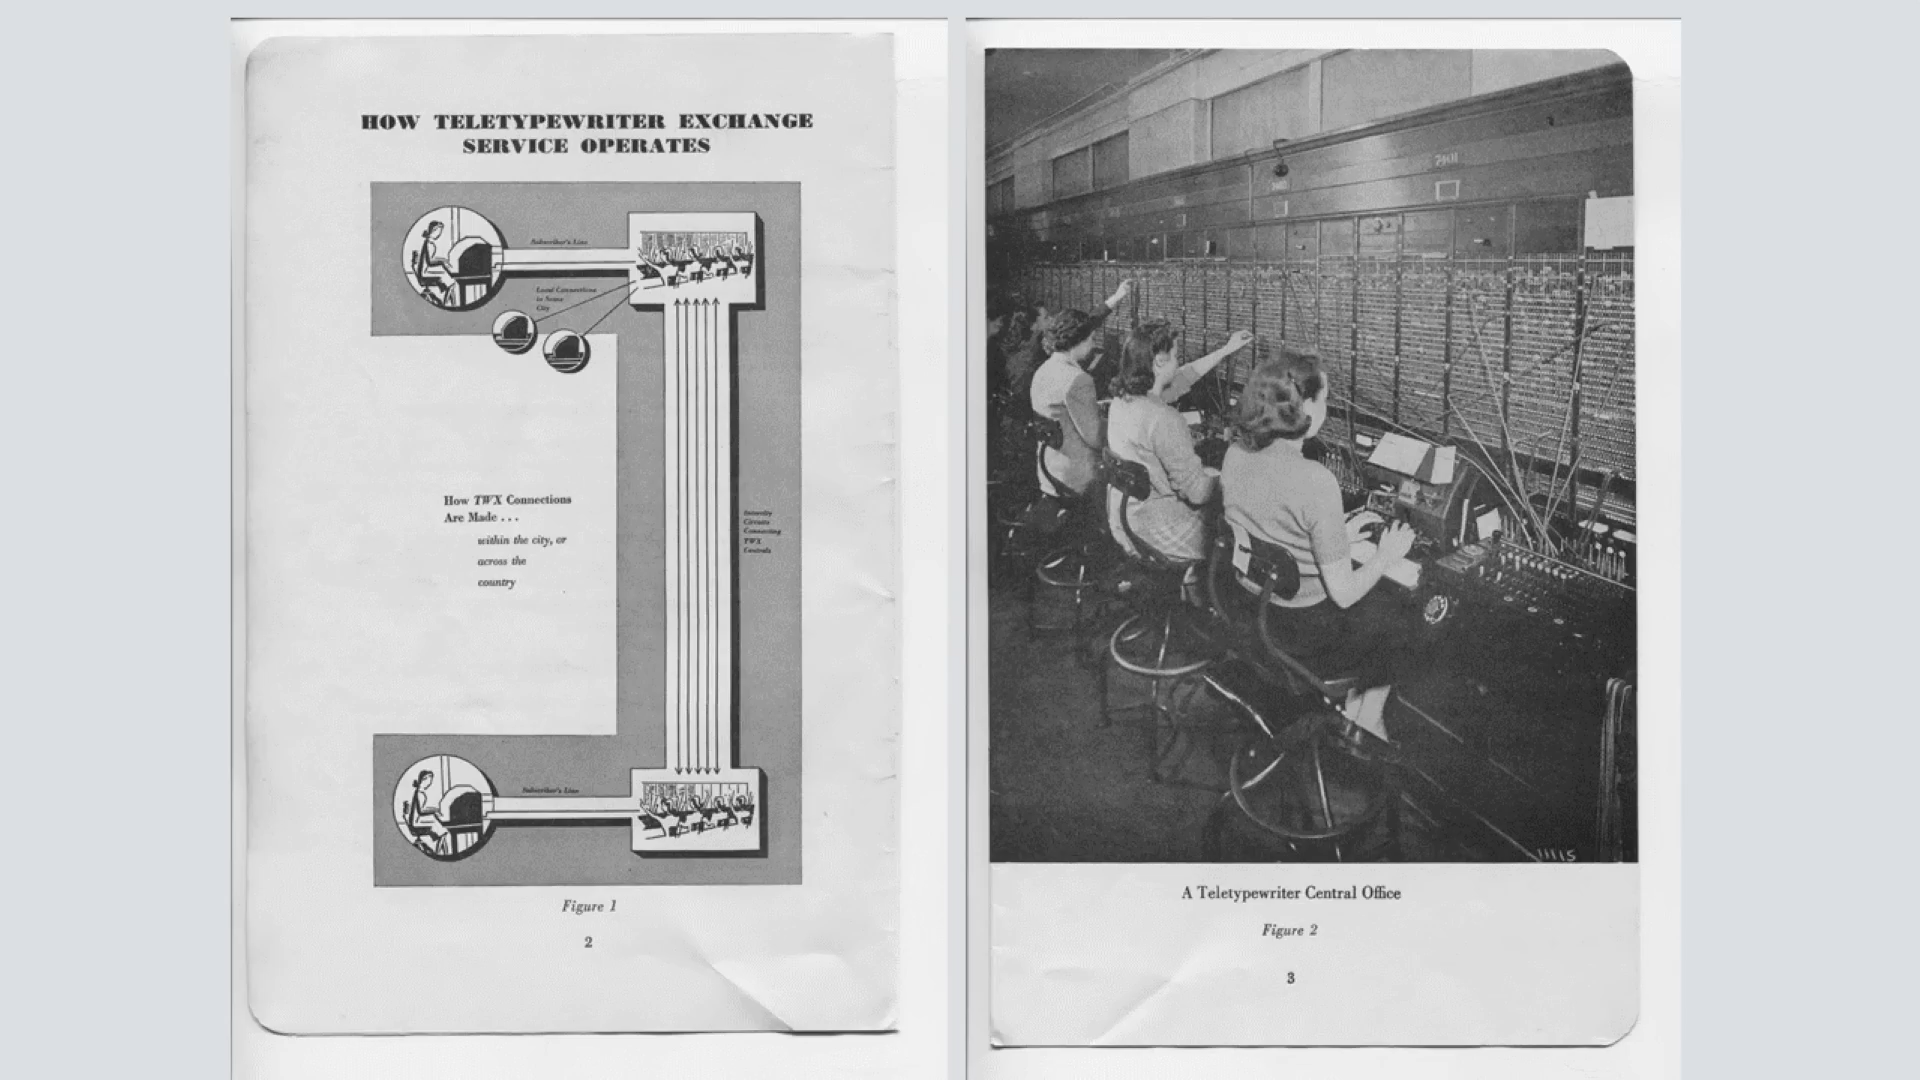 HOW TELETYPEWRITER EXCHANGE
SERVICE OPERATES
Subscriber's Line
Local Connections
in Same
City
How TWX Connections
Are Made . . .
within the city, or
across the
country
Intercity
Circuits
Connecting
TWX
Centrals
Subscriber's Line
Figure 1
2
2401
11115
A Teletypewriter Central Office
Figure 2
3